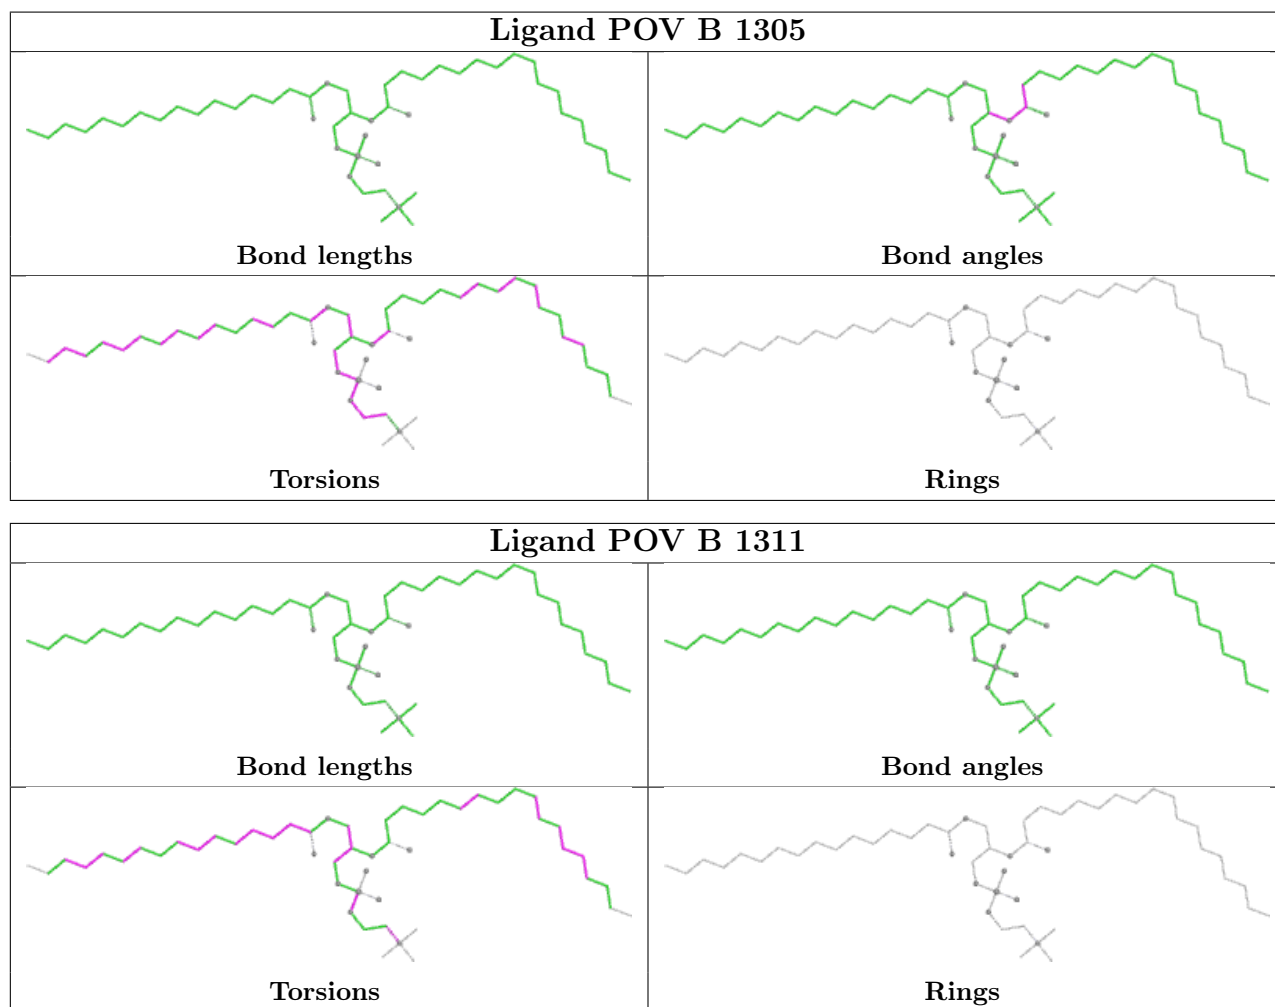 Ligand POV B 1305
Bond lengths
Bond angles
Torsions
Rings
Ligand POV B 1311
Bond lengths
Bond angles
Torsions
Rings